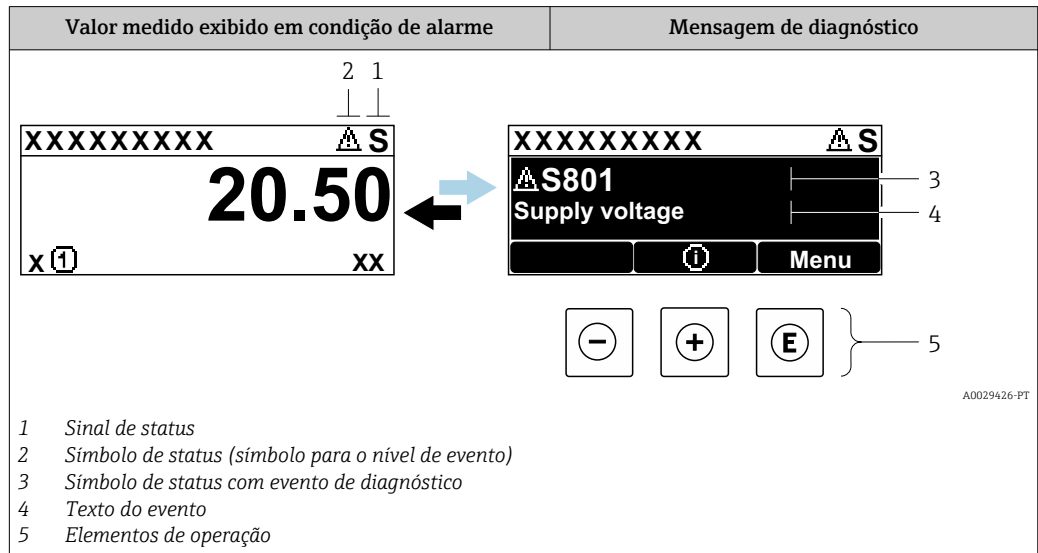 Valor medido exibido em condição de alarme
Mensagem de diagnóstico
2 1
XXXXXXXXX ⚠ S
20.50
X ① XX
XXXXXXXXX ⚠ S
⚠S801
Supply voltage
ⓘ Menu
3
4
- + E
5
A0029426-PT
1 Sinal de status
2 Símbolo de status (símbolo para o nível de evento)
3 Símbolo de status com evento de diagnóstico
4 Texto do evento
5 Elementos de operação